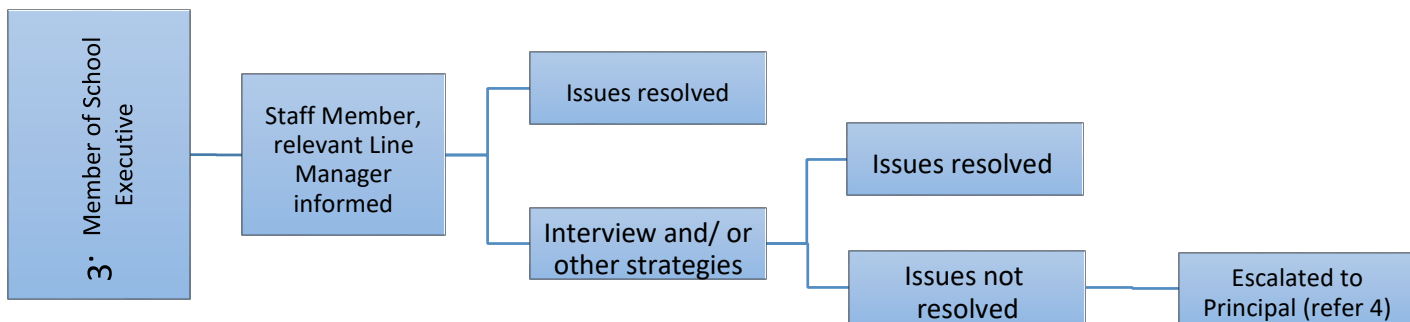 3. Member of School
Executive
Staff Member,
relevant Line
Manager
informed
Issues resolved
Interview and/ or
other strategies
Issues resolved
Issues not
resolved
Escalated to
Principal (refer 4)